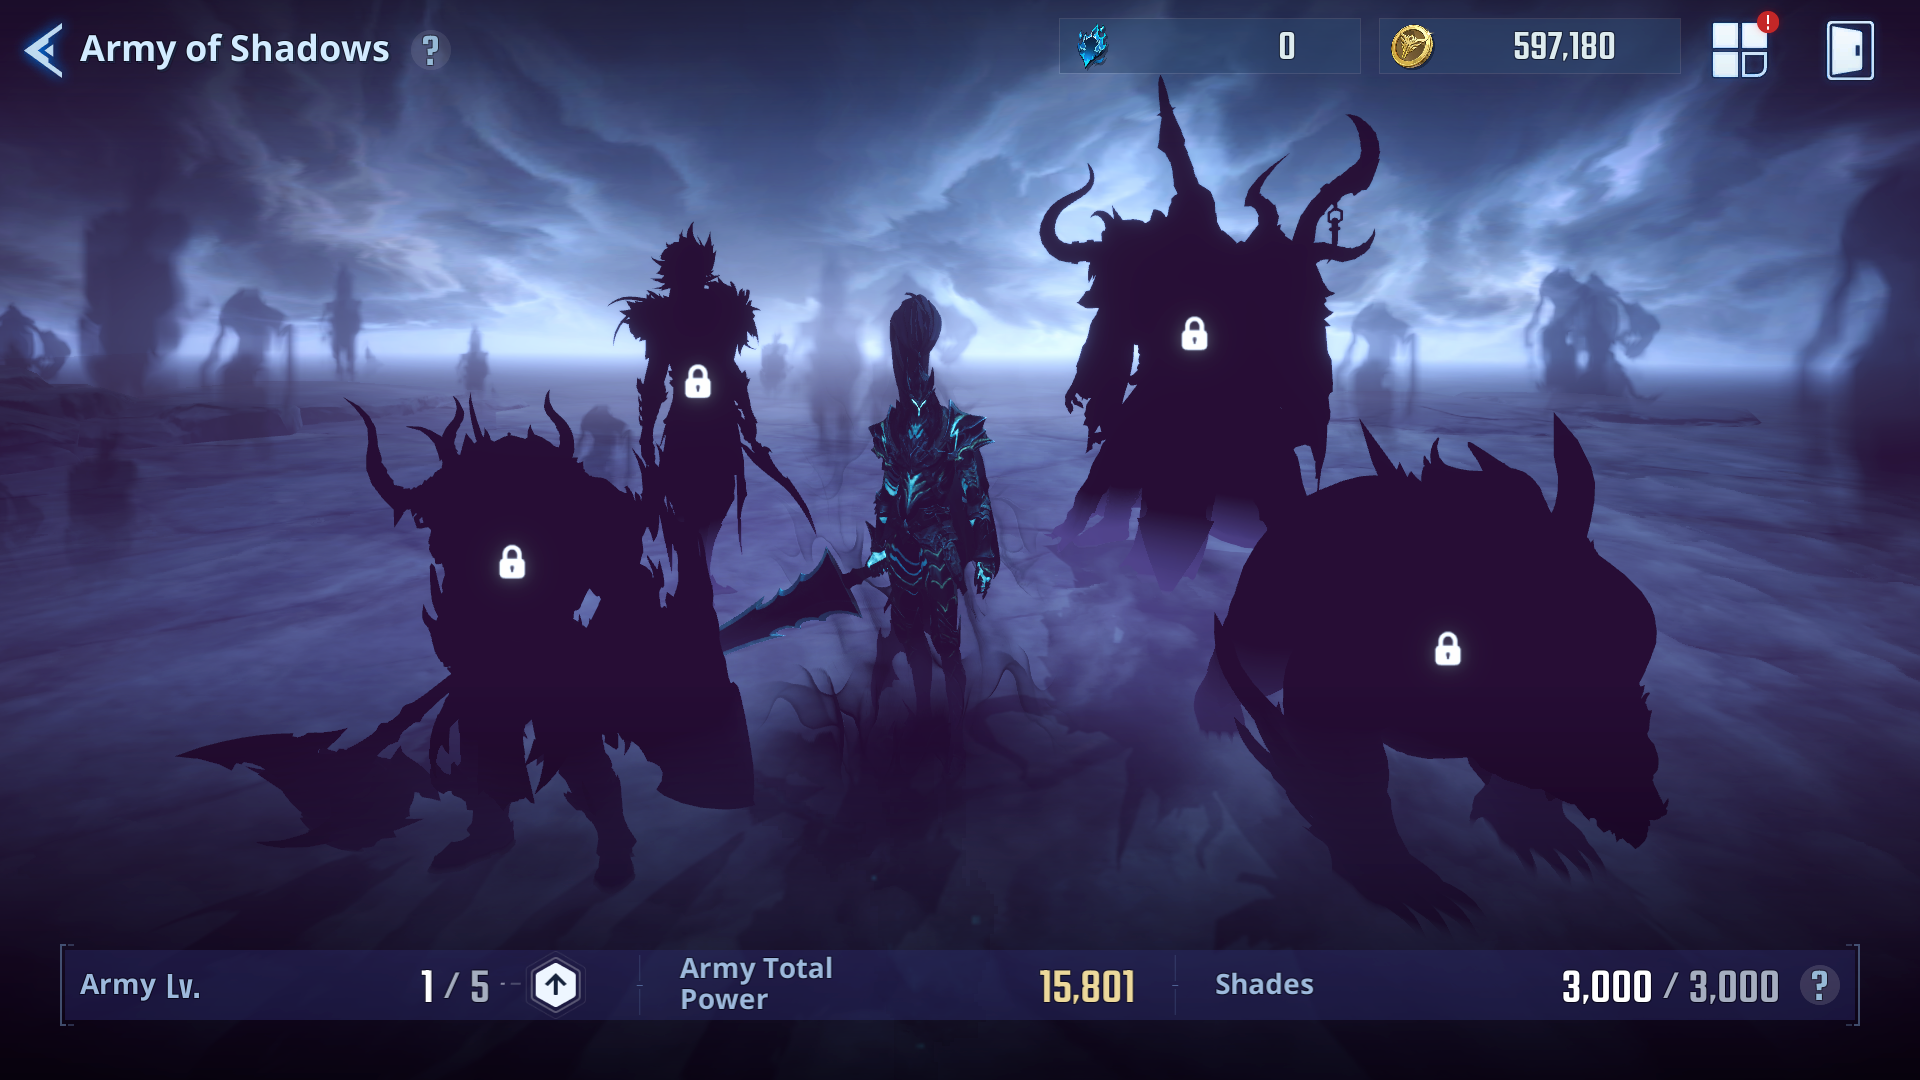 Army of Shadows ?
0
597,180
!
Army Lv.
1 / 5
Army Total
Power
15,801
Shades
3,000 / 3,000 ?